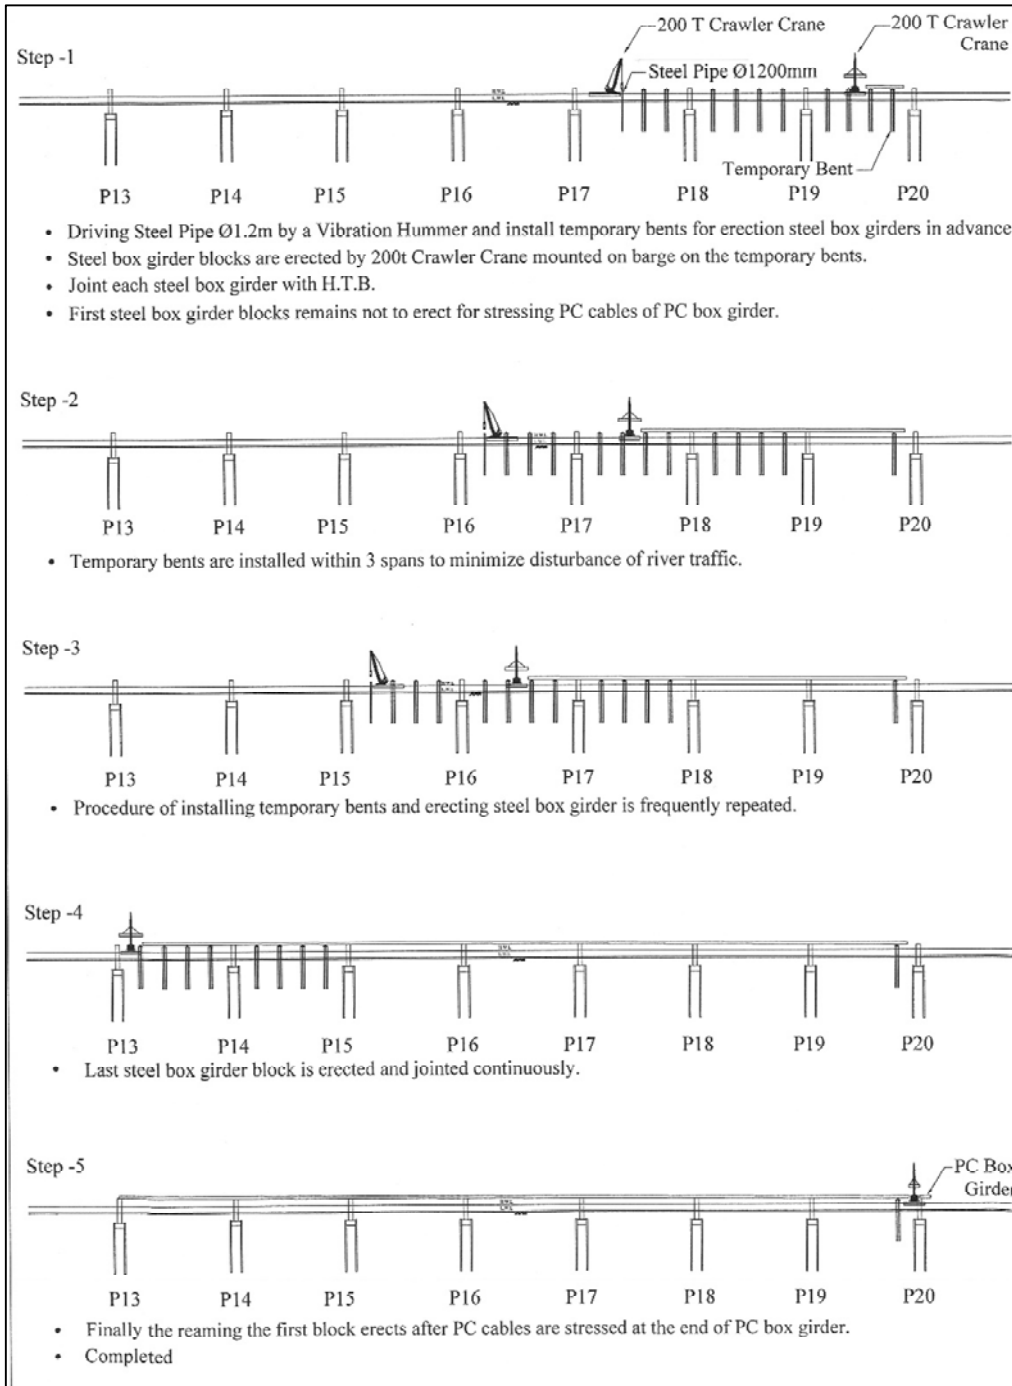 200 T Crawler Crane
200 T Crawler
Crane
Step -1
Steel Pipe Ø1200mm
H.W.L
L.W.L
Temporary Bent
P13 P14 P15 P16 P17 P18 P19 P20
• Driving Steel Pipe Ø1.2m by a Vibration Hummer and install temporary bents for erection steel box girders in advance
• Steel box girder blocks are erected by 200t Crawler Crane mounted on barge on the temporary bents.
• Joint each steel box girder with H.T.B.
• First steel box girder blocks remains not to erect for stressing PC cables of PC box girder.
Step -2
P13 P14 P15 P16 P17 P18 P19 P20
• Temporary bents are installed within 3 spans to minimize disturbance of river traffic.
Step -3
P13 P14 P15 P16 P17 P18 P19 P20
• Procedure of installing temporary bents and erecting steel box girder is frequently repeated.
Step -4
P13 P14 P15 P16 P17 P18 P19 P20
• Last steel box girder block is erected and jointed continuously.
Step -5
PC Box
Girder
P13 P14 P15 P16 P17 P18 P19 P20
• Finally the reaming the first block erects after PC cables are stressed at the end of PC box girder.
• Completed